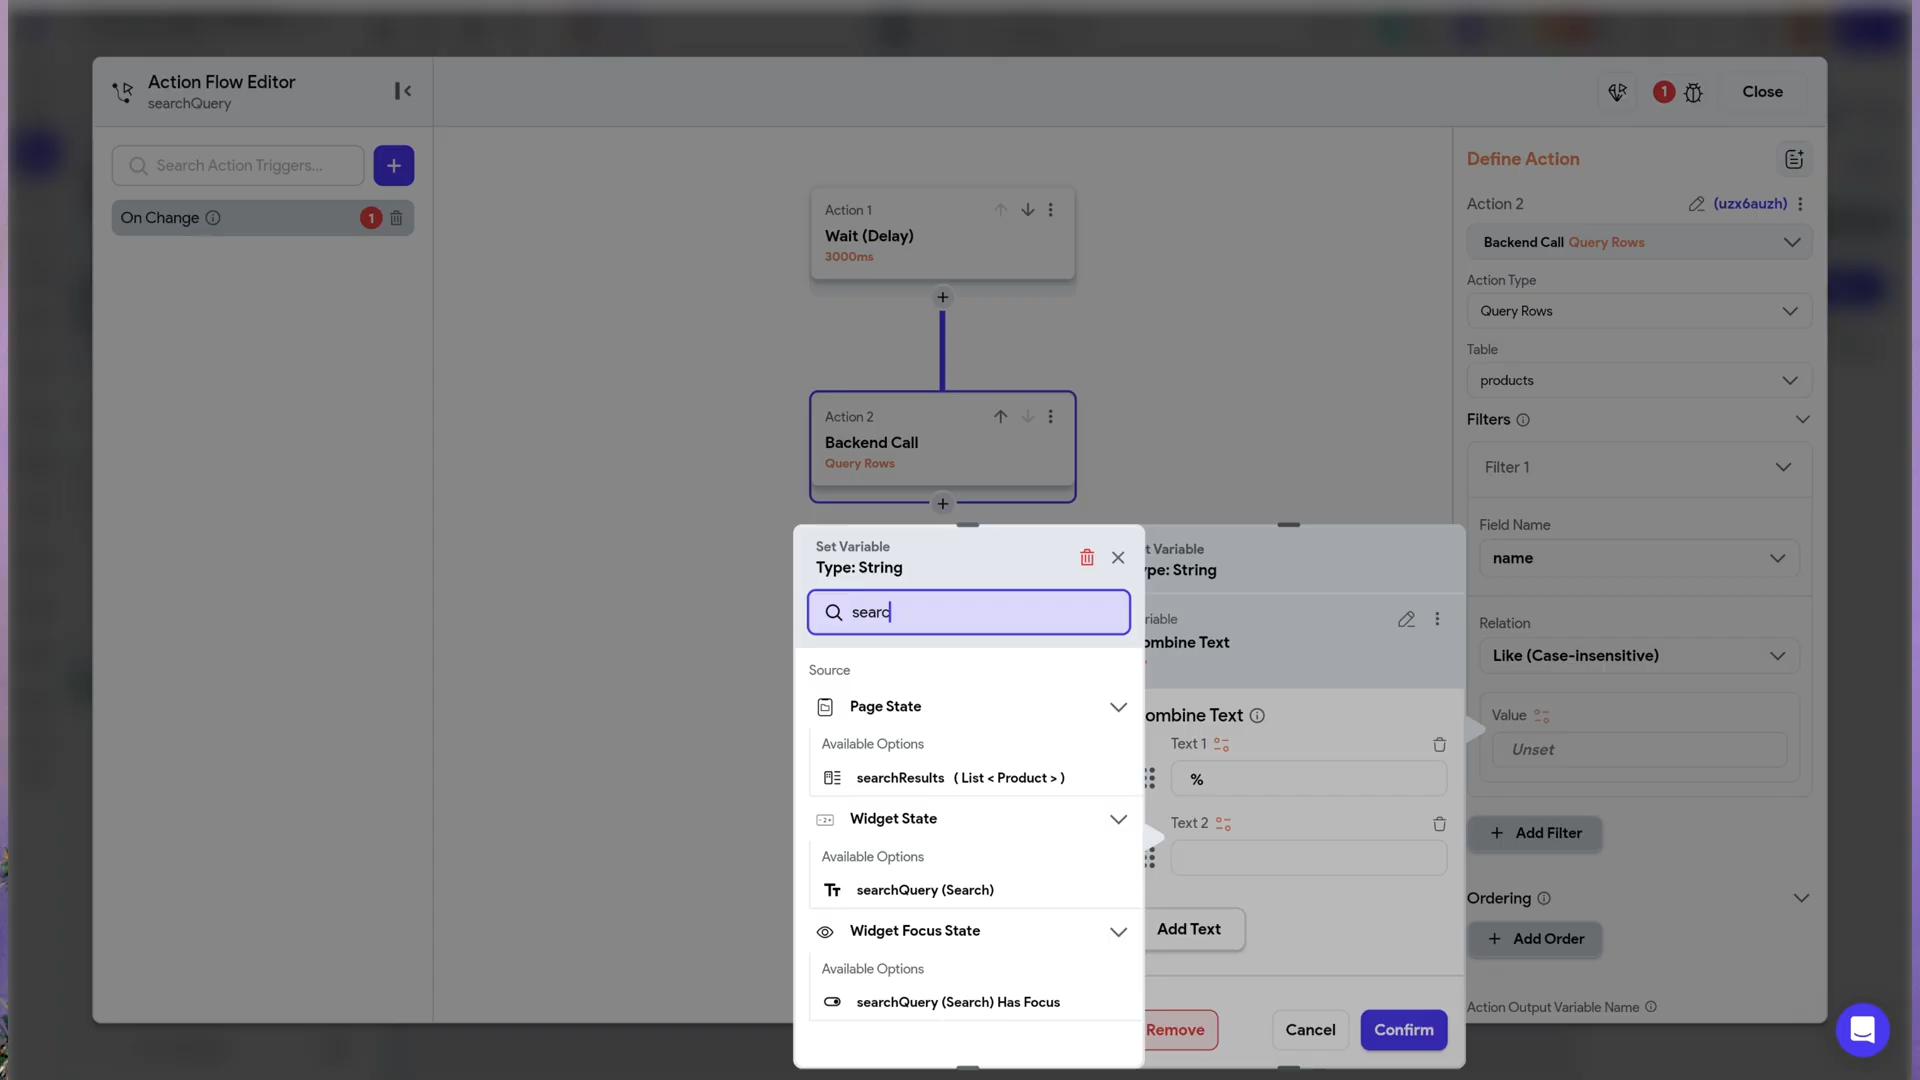 Action Flow Editor
searchQuery
1
Close
Search Action Triggers...
+
On Change
1
Action 1
Wait (Delay)
3000ms
+
Action 2
Backend Call
Query Rows
+
Define Action
Action 2
(uzx6auzh)
Backend Call Query Rows
Action Type
Query Rows
Table
products
Filters
Filter 1
Field Name
name
Relation
Like (Case-insensitive)
Value
Unset
+ Add Filter
Ordering
+ Add Order
Action Output Variable Name
Set Variable
Type: String
searc
Source
Page State
Available Options
searchResults ( List < Product > )
Widget State
Available Options
searchQuery (Search)
Widget Focus State
Available Options
searchQuery (Search) Has Focus
t Variable
ype: String
riable
ombine Text
ombine Text
Text 1
%
Text 2
Add Text
Remove
Cancel
Confirm